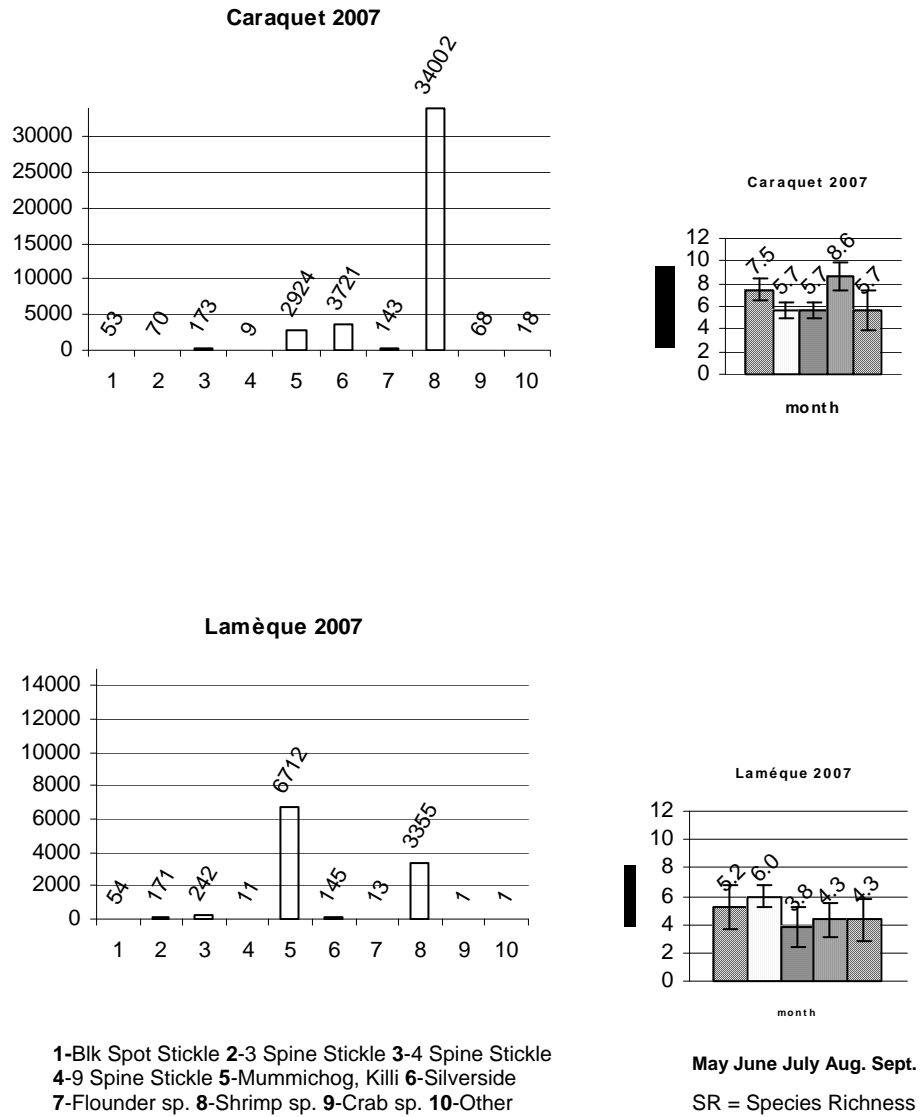 Caraquet 2007
34002
30000
25000
20000
15000
10000
5000
0
53 70 173 9 2924 3721 143 68 18
1 2 3 4 5 6 7 8 9 10
Caraquet 2007
12
10
8
6
4
2
0
7.5 5.7 5.7 8.6 5.7
month
Lamèque 2007
14000
12000
10000
8000
6000
4000
2000
0
54 171 242 11 6712 145 13 3355 1 1
1 2 3 4 5 6 7 8 9 10
Laméque 2007
12
10
8
6
4
2
0
5.2 6.0 3.8 4.3 4.3
month
1-Blk Spot Stickle 2-3 Spine Stickle 3-4 Spine Stickle
4-9 Spine Stickle 5-Mummichog, Killi 6-Silverside
7-Flounder sp. 8-Shrimp sp. 9-Crab sp. 10-Other
May June July Aug. Sept.
SR = Species Richness